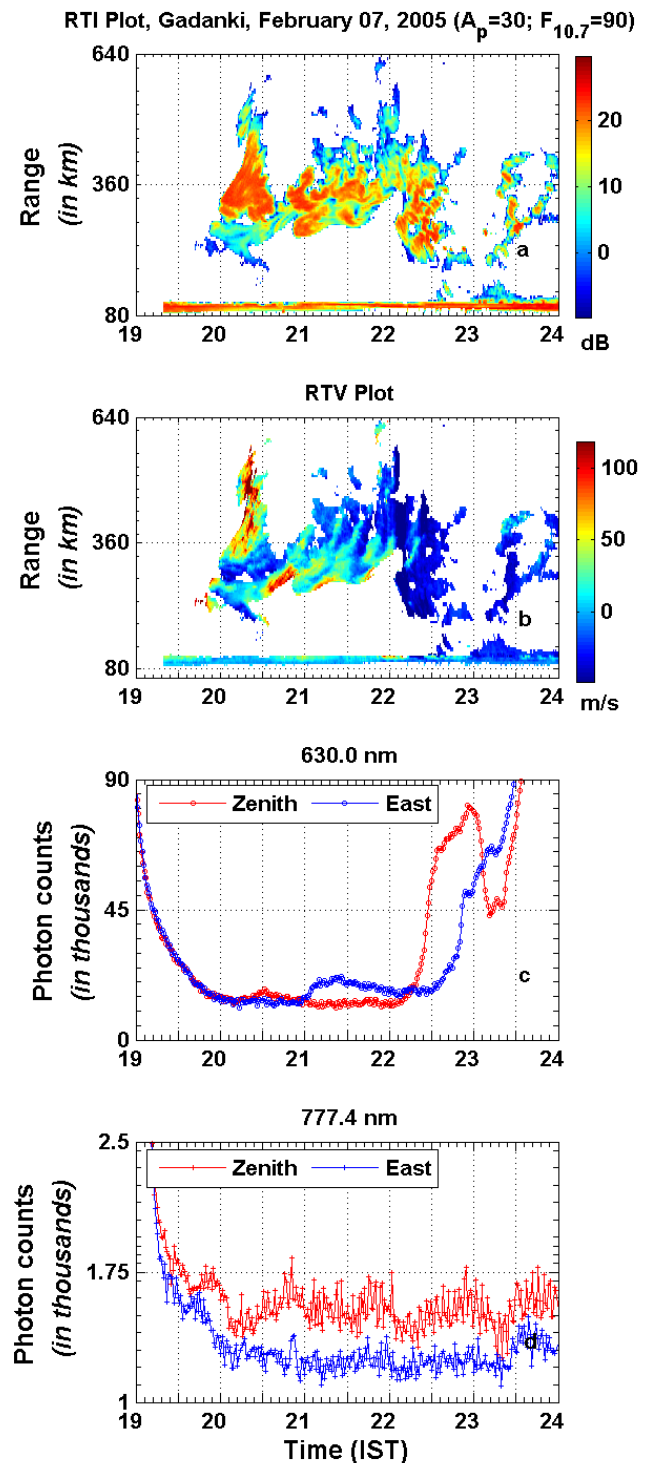 RTI Plot, Gadanki, February 07, 2005 (Ap=30; F10.7=90)
640
360
80
Range
(in km)
19 20 21 22 23 24
a
20
10
0
dB
RTV Plot
640
360
80
Range
(in km)
19 20 21 22 23 24
b
100
50
0
m/s
630.0 nm
90
45
0
Photon counts
(in thousands)
Zenith East
c
19 20 21 22 23 24
777.4 nm
2.5
1.75
1
Photon counts
(in thousands)
Zenith East
d
19 20 21 22 23 24
Time (IST)